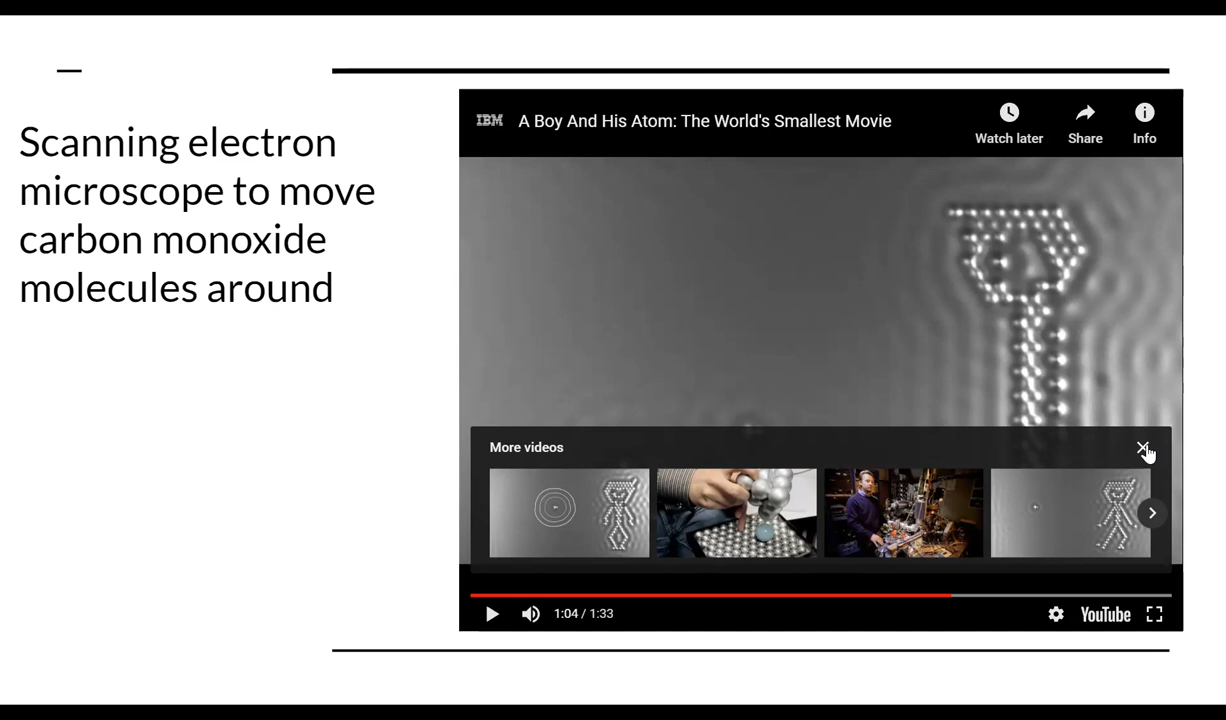 Scanning electron
microscope to move
carbon monoxide
molecules around
IBM A Boy And His Atom: The World's Smallest Movie
Watch later Share Info
More videos
1:04 / 1:33
YouTube